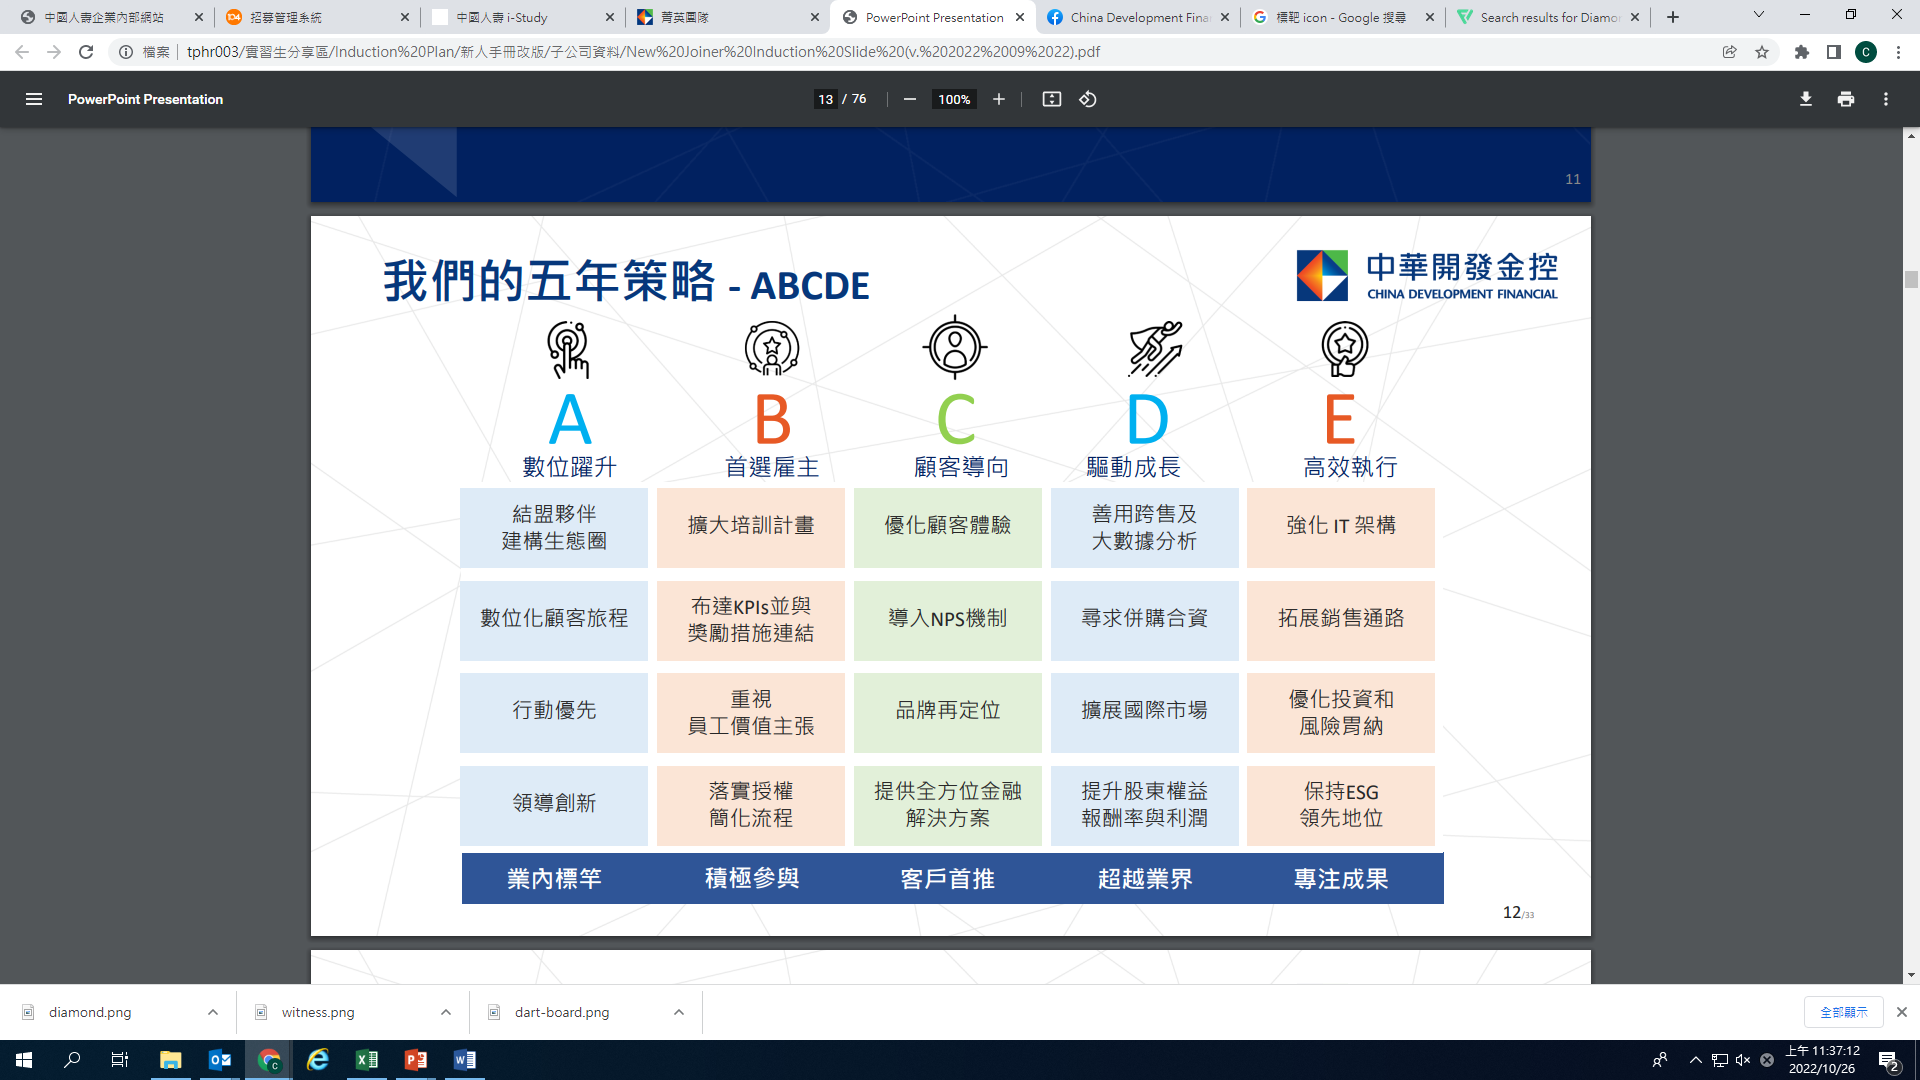 中國人壽企業內部網站
招募管理系統
中國人壽 i-Study
菁英團隊
PowerPoint Presentation
China Development Finan
標靶 icon - Google 搜尋
Search results for Diamon
檔案
tphr003/實習生分享區/Induction%20Plan/新人手冊改版/子公司資料/New%20Joiner%20Induction%20Slide%20(v.%202022%2009%2022).pdf
C
PowerPoint Presentation
13 / 76
100%
11
我們的五年策略 - ABCDE
中華開發金控
CHINA DEVELOPMENT FINANCIAL
A
B
C
D
E
數位躍升
首選雇主
顧客導向
驅動成長
高效執行
結盟夥伴
建構生態圈
擴大培訓計畫
優化顧客體驗
善用跨售及
大數據分析
強化 IT 架構
數位化顧客旅程
布達KPIs並與
獎勵措施連結
導入NPS機制
尋求併購合資
拓展銷售通路
行動優先
重視
員工價值主張
品牌再定位
擴展國際市場
優化投資和
風險胃納
領導創新
落實授權
簡化流程
提供全方位金融
解決方案
提升股東權益
報酬率與利潤
保持ESG
領先地位
業內標竿
積極參與
客戶首推
超越業界
專注成果
12/33
diamond.png
witness.png
dart-board.png
全部顯示
上午 11:37:12
2022/10/26
2